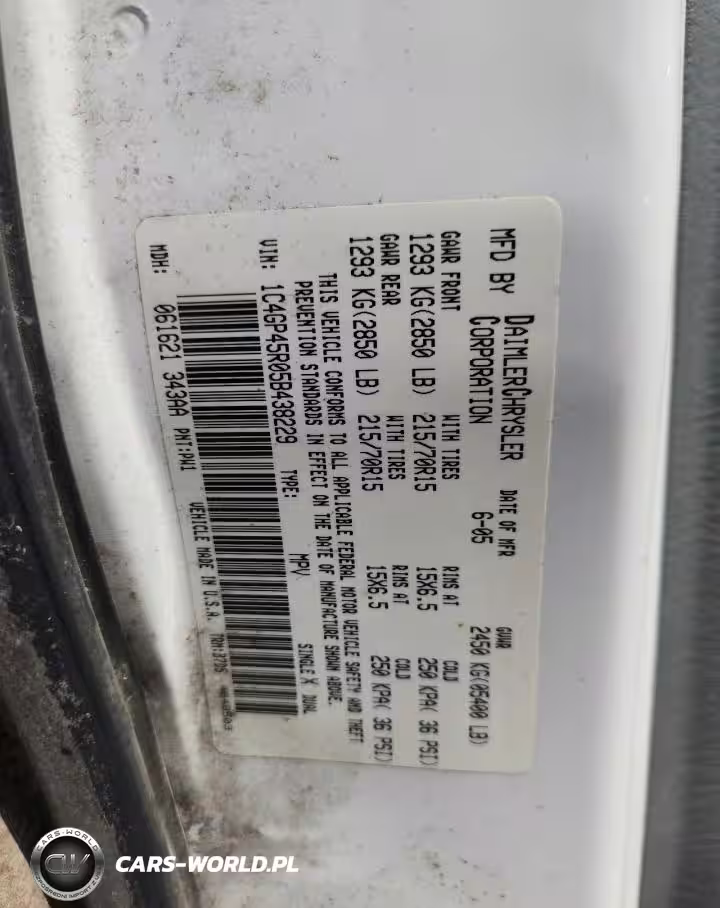 MFD BY DAIMLERCHRYSLER CORPORATION
DATE OF MFR 6-05
GVWR 2450 KG(05400 LB)
GAWR FRONT WITH TIRES RIMS AT COLD
1293 KG(2850 LB) 215/70R15 15X6.5 250 KPA( 36 PSI)
GAWR REAR WITH TIRES RIMS AT COLD
1293 KG(2850 LB) 215/70R15 15X6.5 250 KPA( 36 PSI)
THIS VEHICLE CONFORMS TO ALL APPLICABLE FEDERAL MOTOR VEHICLE SAFETY AND THEFT
PREVENTION STANDARDS IN EFFECT ON THE DATE OF MANUFACTURE SHOWN ABOVE.
VIN: 1C4GP45R05B438229 TYPE: MPV SINGLE X DUAL
MDH: 061621 343AA PNT:PW1 VEHICLE MADE IN U.S.A.
CARS-WORLD
CW
CARS-WORLD.PL